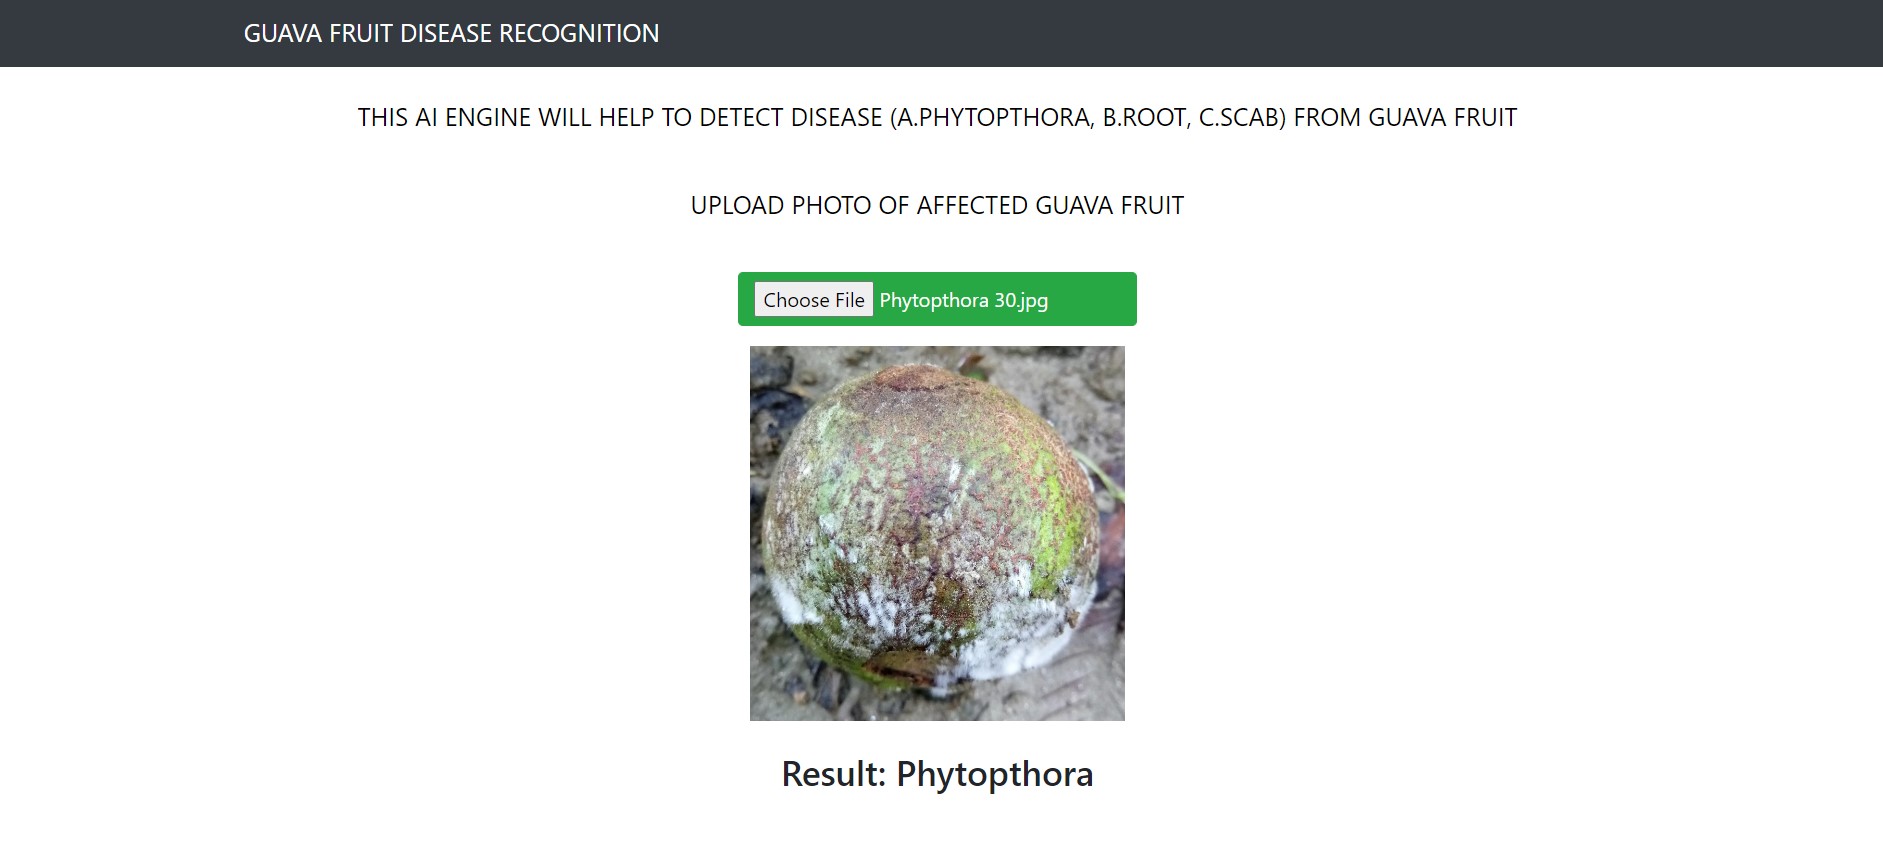 GUAVA FRUIT DISEASE RECOGNITION
THIS AI ENGINE WILL HELP TO DETECT DISEASE (A.PHYTOPTHORA, B.ROOT, C.SCAB) FROM GUAVA FRUIT
UPLOAD PHOTO OF AFFECTED GUAVA FRUIT
Choose File Phytopthora 30.jpg
Result: Phytopthora